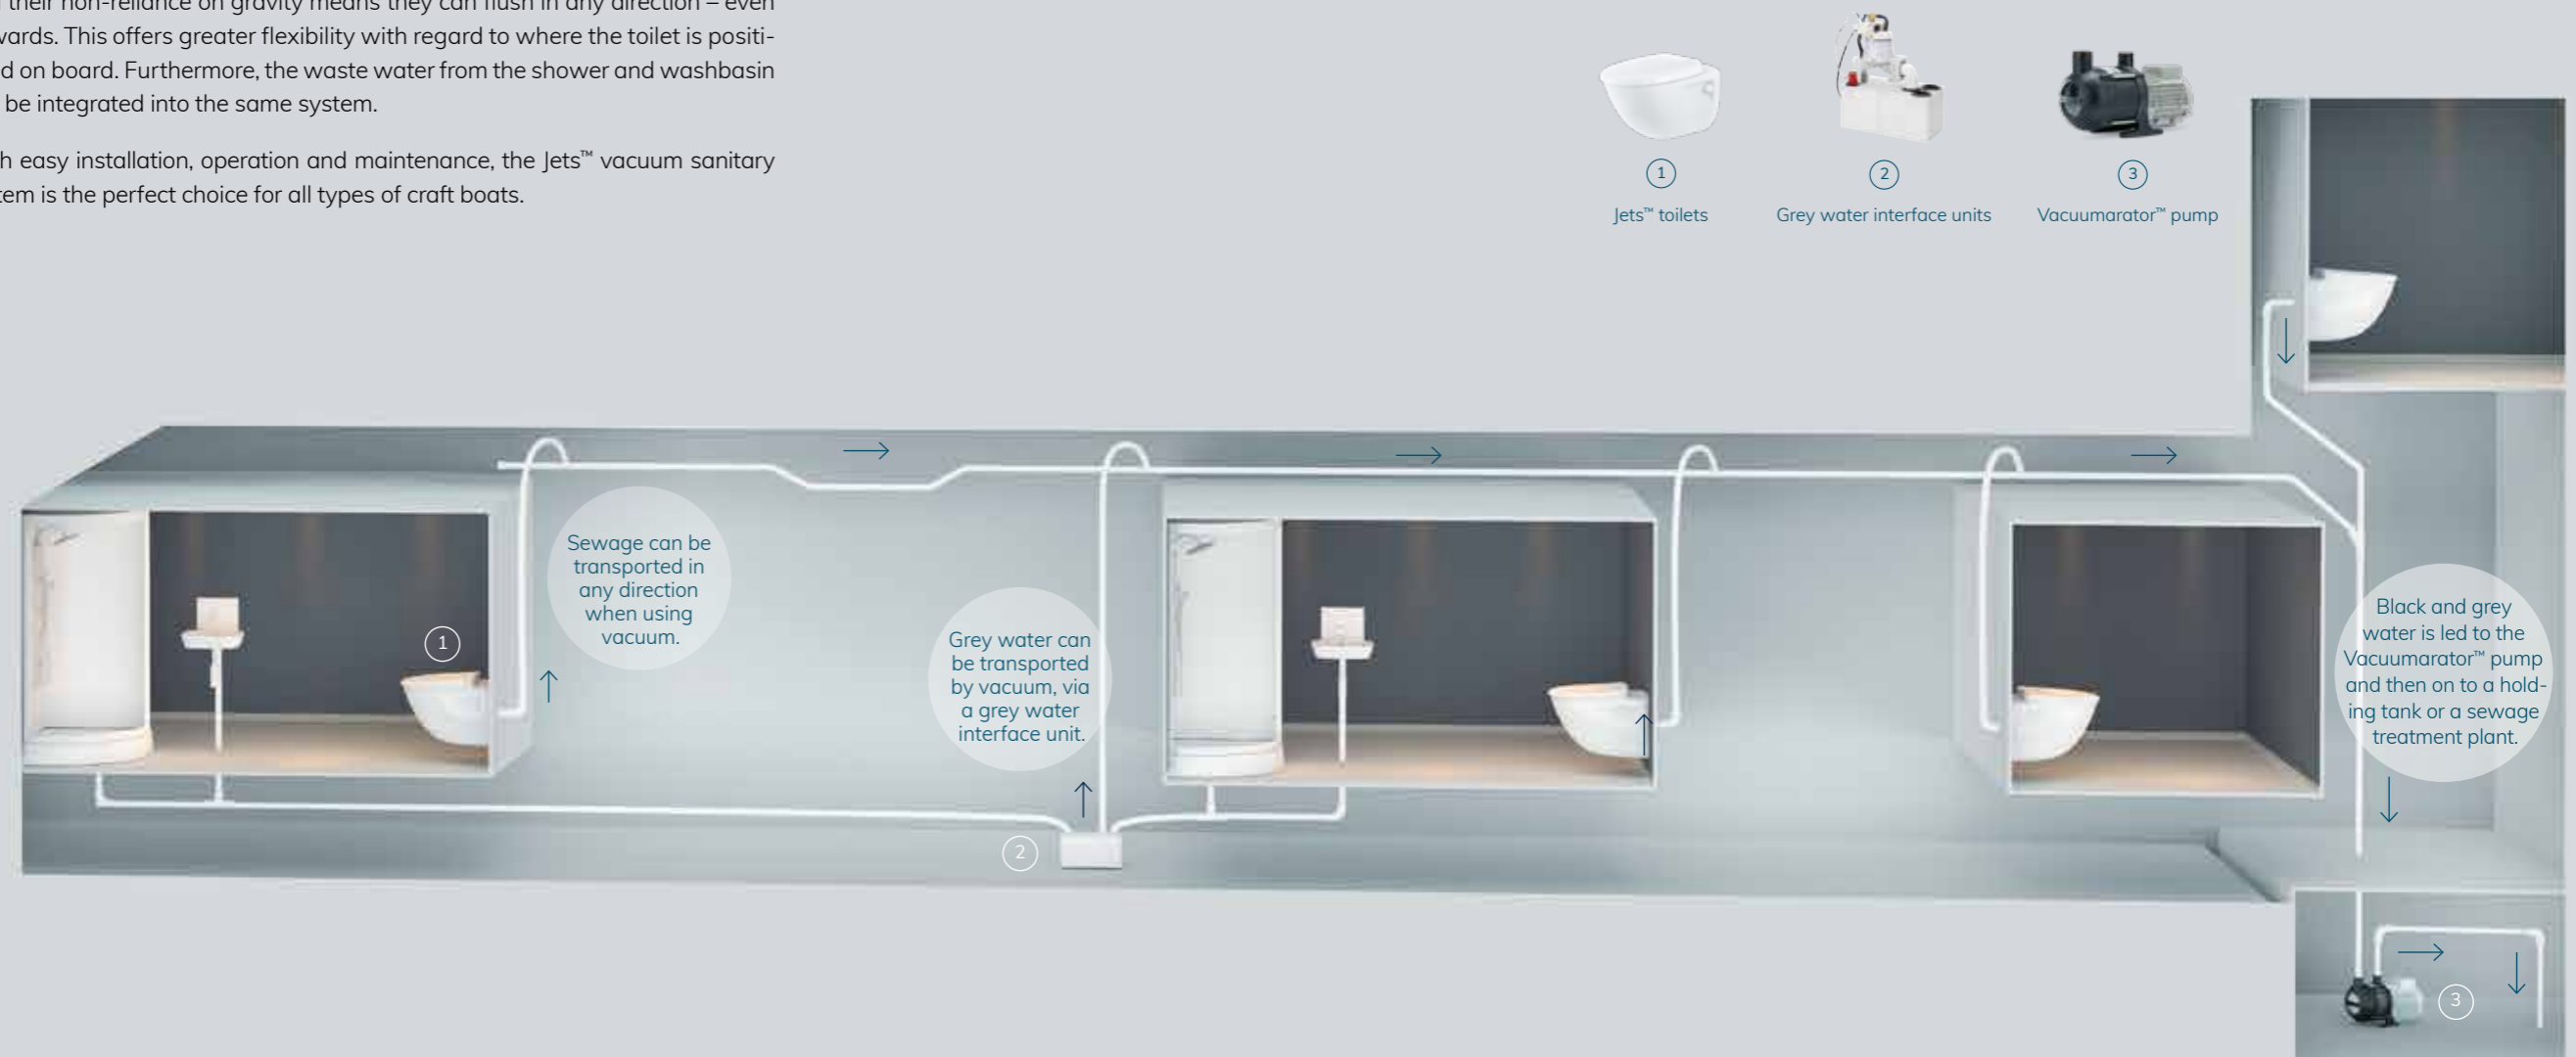 their non-reliance on gravity means they can flush in any direction – even
wards. This offers greater flexibility with regard to where the toilet is positi-
d on board. Furthermore, the waste water from the shower and washbasin
be integrated into the same system.
h easy installation, operation and maintenance, the Jets™ vacuum sanitary
tem is the perfect choice for all types of craft boats.
1
Jets™ toilets
2
Grey water interface units
3
Vacuumarator™ pump
Sewage can be
transported in
any direction
when using
vacuum.
1
Grey water can
be transported
by vacuum, via
a grey water
interface unit.
2
Black and grey
water is led to the
Vacuumarator™ pump
and then on to a hold-
ing tank or a sewage
treatment plant.
3